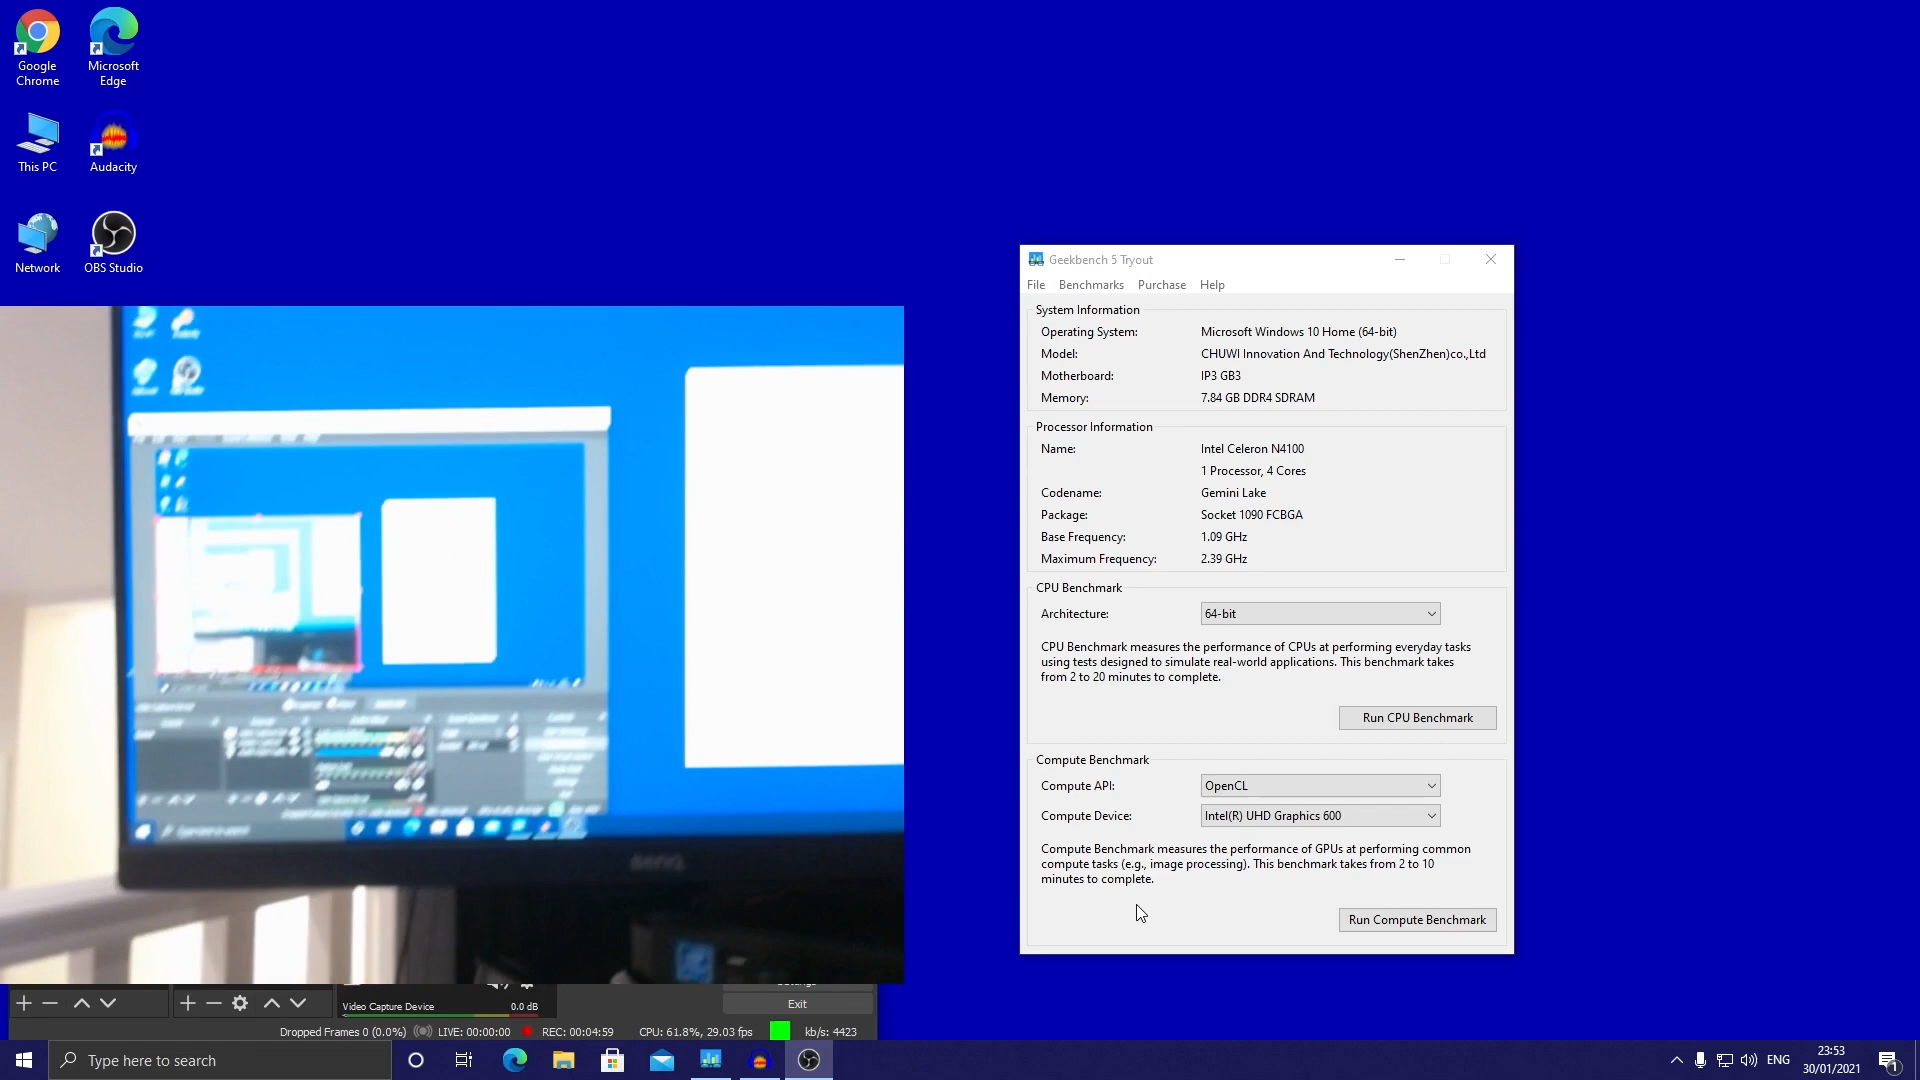 Google
Chrome
Microsoft
Edge
This PC
Audacity
Network
OBS Studio
Geekbench 5 Tryout
File Benchmarks Purchase Help
System Information
Operating System: Microsoft Windows 10 Home (64-bit)
Model: CHUWI Innovation And Technology(ShenZhen)co.,Ltd
Motherboard: IP3 GB3
Memory: 7.84 GB DDR4 SDRAM
Processor Information
Name: Intel Celeron N4100
1 Processor, 4 Cores
Codename: Gemini Lake
Package: Socket 1090 FCBGA
Base Frequency: 1.09 GHz
Maximum Frequency: 2.39 GHz
CPU Benchmark
Architecture: 64-bit
CPU Benchmark measures the performance of CPUs at performing everyday tasks
using tests designed to simulate real-world applications. This benchmark takes
from 2 to 20 minutes to complete.
Run CPU Benchmark
Compute Benchmark
Compute API: OpenCL
Compute Device: Intel(R) UHD Graphics 600
Compute Benchmark measures the performance of GPUs at performing common
compute tasks (e.g., image processing). This benchmark takes from 2 to 10
minutes to complete.
Run Compute Benchmark
BenQ
Video Capture Device 0.0 dB
Exit
Dropped Frames 0 (0.0%) LIVE: 00:00:00 REC: 00:04:59 CPU: 61.8%, 29.03 fps kb/s: 4423
Type here to search
ENG
23:53
30/01/2021
1